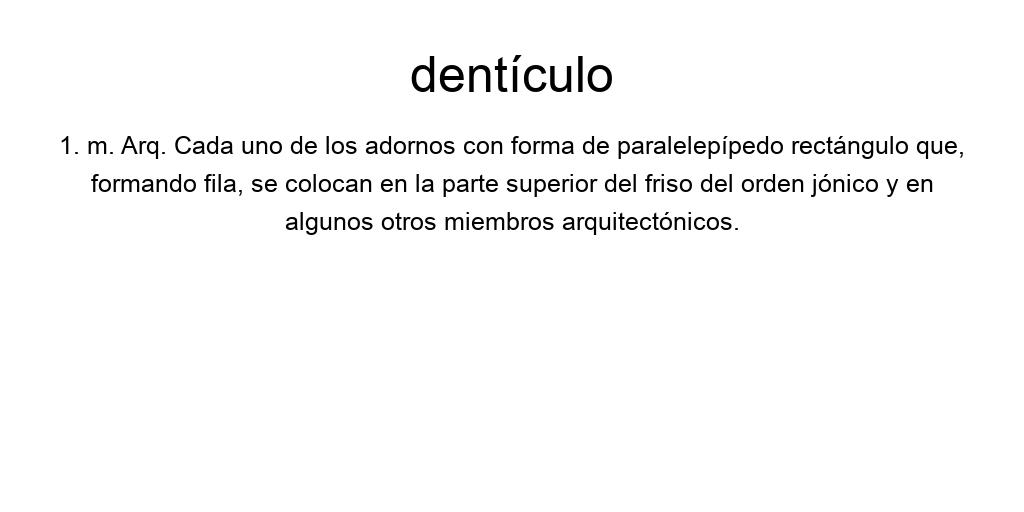 dentículo
1. m. Arq. Cada uno de los adornos con forma de paralelepípedo rectángulo que,
formando fila, se colocan en la parte superior del friso del orden jónico y en
algunos otros miembros arquitectónicos.